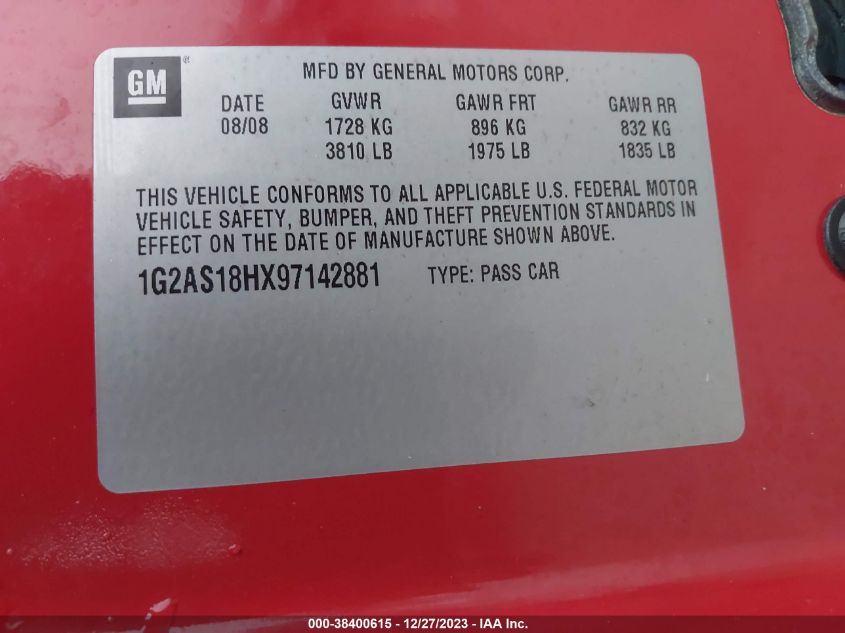 GM ®
MFD BY GENERAL MOTORS CORP.
DATE GVWR GAWR FRT GAWR RR
08/08 1728 KG 896 KG 832 KG
3810 LB 1975 LB 1835 LB
THIS VEHICLE CONFORMS TO ALL APPLICABLE U.S. FEDERAL MOTOR
VEHICLE SAFETY, BUMPER, AND THEFT PREVENTION STANDARDS IN
EFFECT ON THE DATE OF MANUFACTURE SHOWN ABOVE.
1G2AS18HX97142881 TYPE: PASS CAR
000-38400615 - 12/27/2023 - IAA Inc.